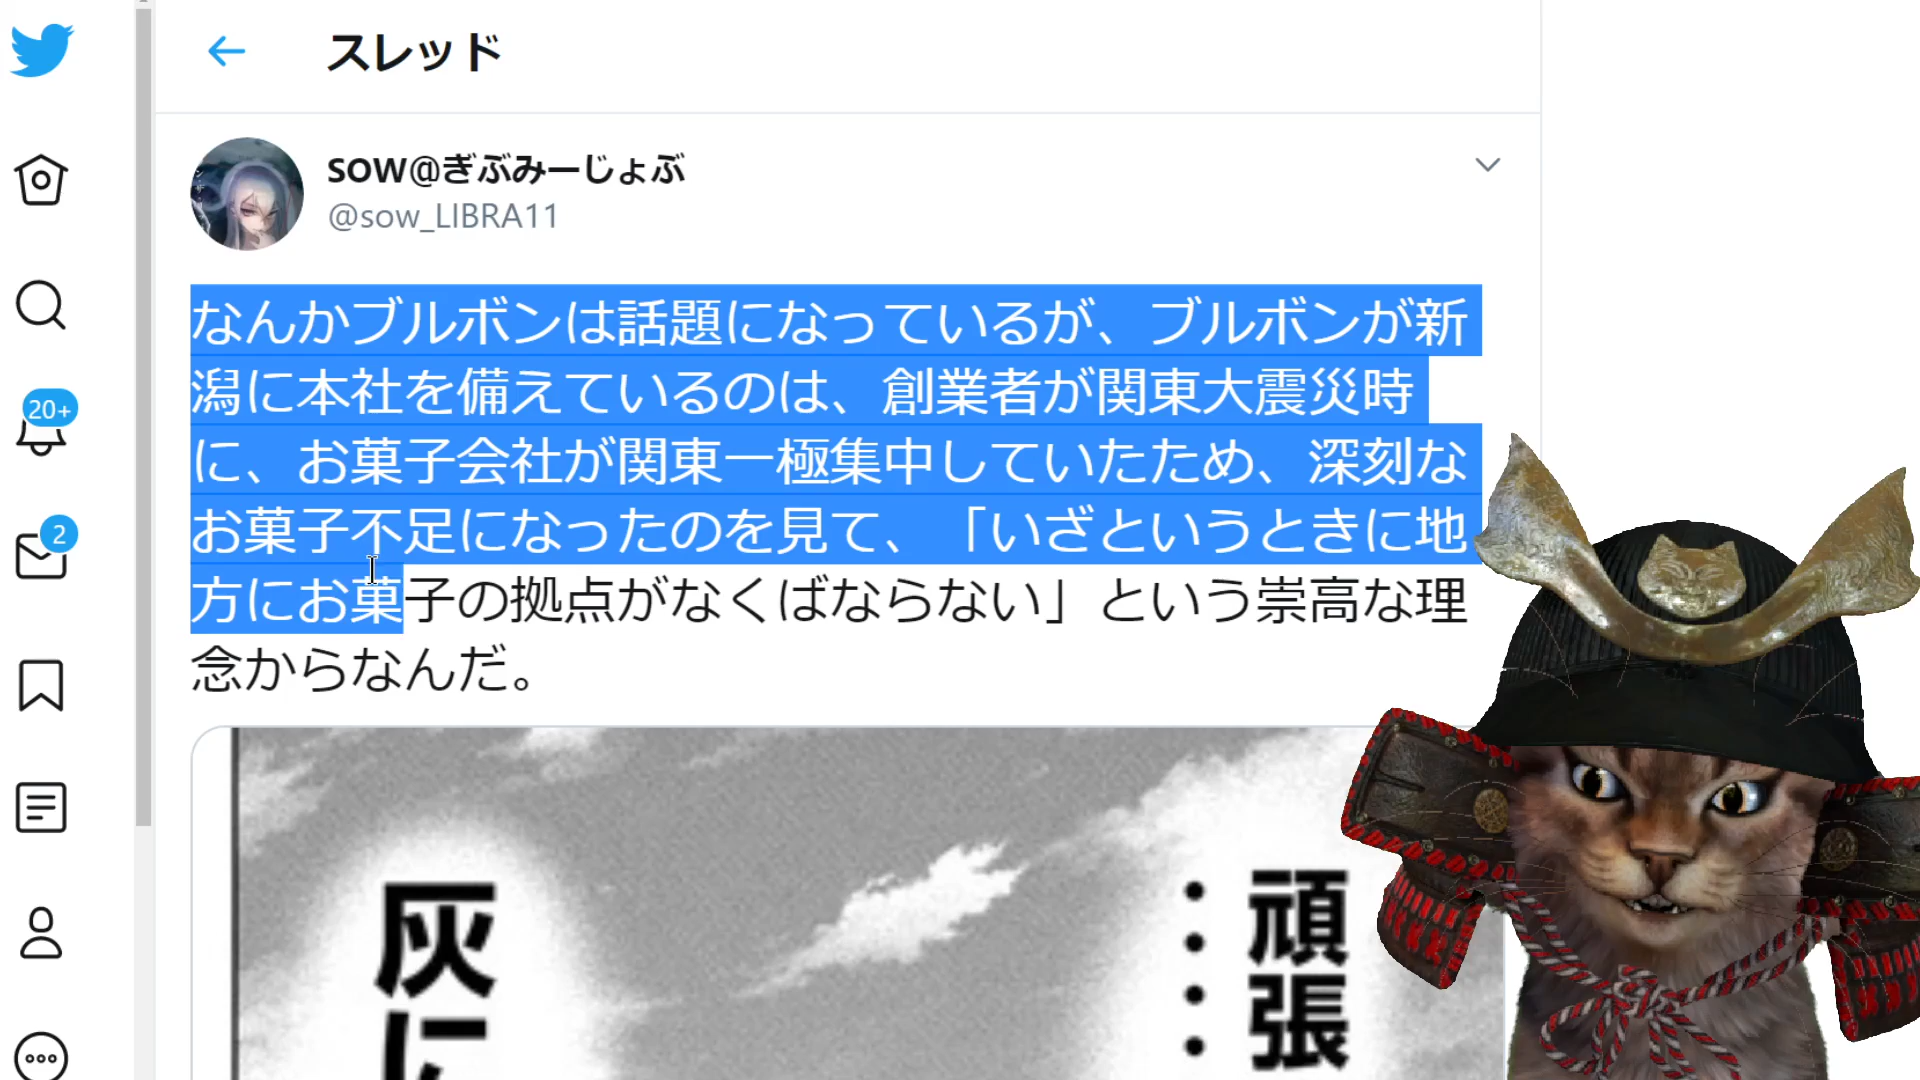 スレッド
SOW@ぎぶみーじょぶ
@sow_LIBRA11
なんかブルボンは話題になっているが、ブルボンが新
潟に本社を備えているのは、創業者が関東大震災時
に、お菓子会社が関東一極集中していたため、深刻な
お菓子不足になったのを見て、「いざというときに地
方にお菓子の拠点がなくばならない」という崇高な理
念からなんだ。
20+
2
頑張
：：
灰に